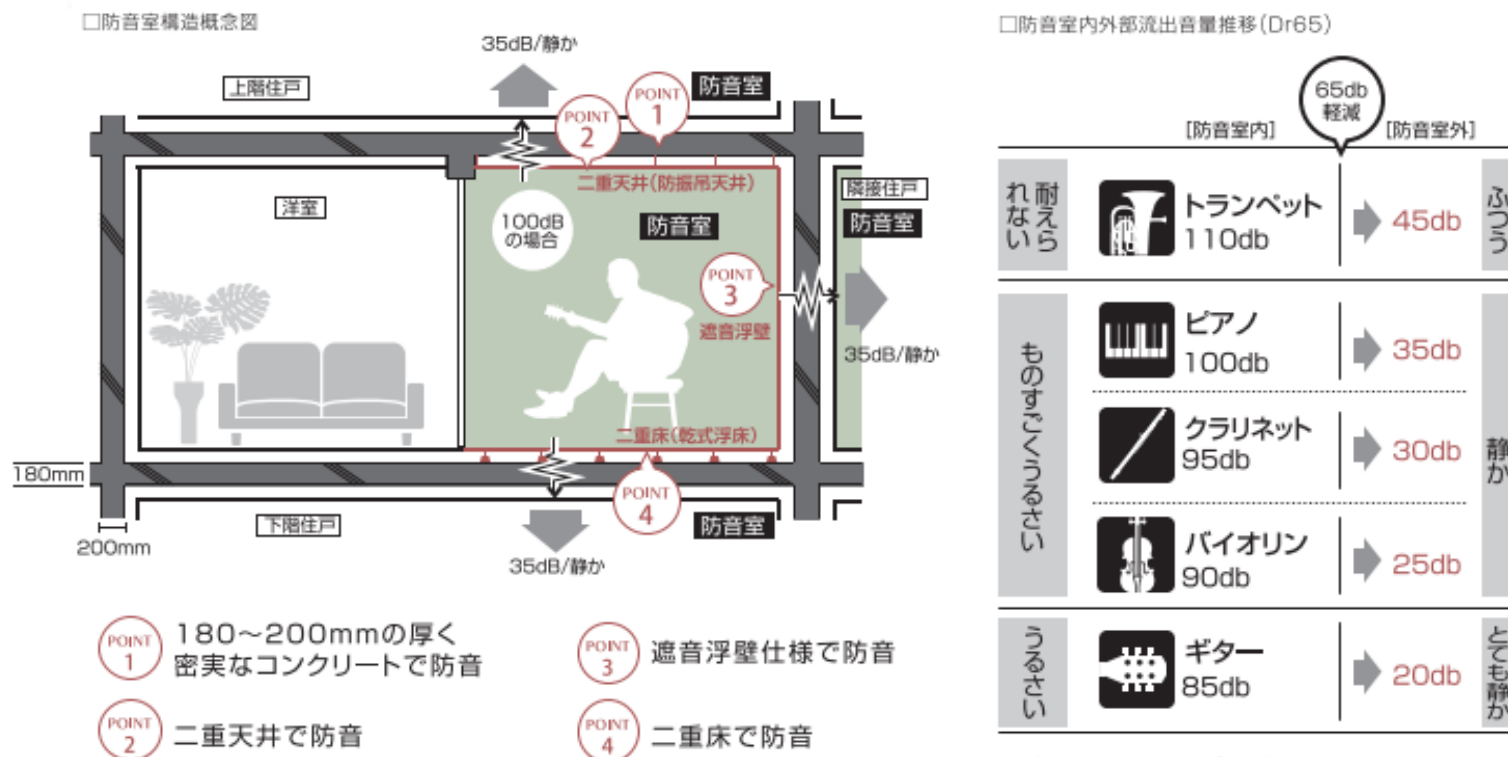 □防音室構造概念図
35dB/静か
上階住戸
POINT
1
防音室
POINT
2
二重天井(防振吊天井)
洋室
100dB
の場合
防音室
隣接住戸
防音室
POINT
3
遮音浮壁
35dB/静か
二重床(乾式浮床)
180mm
POINT
4
下階住戸
防音室
200mm
35dB/静か
POINT
1
180〜200mmの厚く
密実なコンクリートで防音
POINT
2
二重天井で防音
POINT
3
遮音浮壁仕様で防音
POINT
4
二重床で防音
□防音室内外部流出音量推移(Dr65)
65db
軽減
[防音室内]
[防音室外]
耐えら
れない
トランペット
110db
45db
ふつう
ものすごくうるさい
ピアノ
100db
35db
クラリネット
95db
30db
静か
バイオリン
90db
25db
うるさい
ギター
85db
20db
とても静か